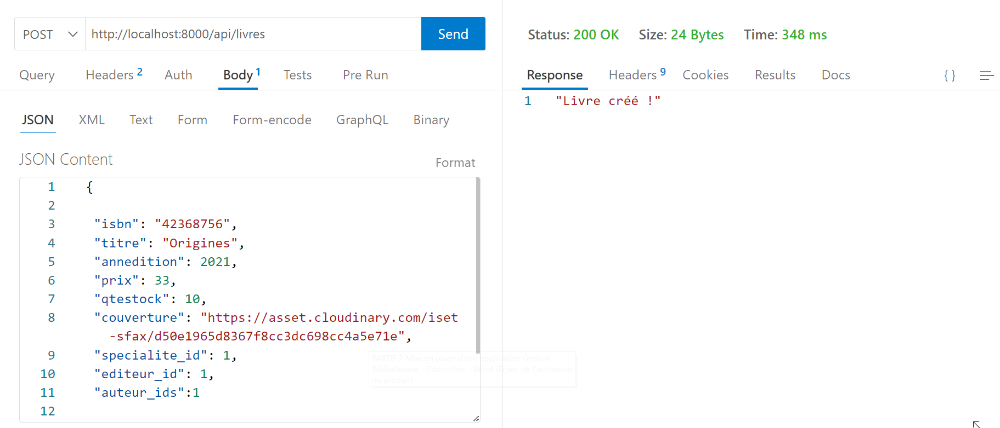 POST http://localhost:8000/api/livres Send
Query Headers 2 Auth Body 1 Tests Pre Run
JSON XML Text Form Form-encode GraphQL Binary
JSON Content
Format
1 {
2
3 "isbn": "42368756",
4 "titre": "Origines",
5 "annedition": 2021,
6 "prix": 33,
7 "qtestock": 10,
8 "couverture": "https://asset.cloudinary.com/iset
-sfax/d50e1965d8367f8cc3dc698cc4a5e71e",
9 "specialite_id": 1,
10 "editeur_id": 1,
11 "auteur_ids":1
12
PARTIE 2 Mise en place d'une application Gestion
Bibliothèque - Controllers - Word (Échec de l'activation
du produit)
Status: 200 OK Size: 24 Bytes Time: 348 ms
Response Headers 9 Cookies Results Docs { }
1 "Livre créé !"